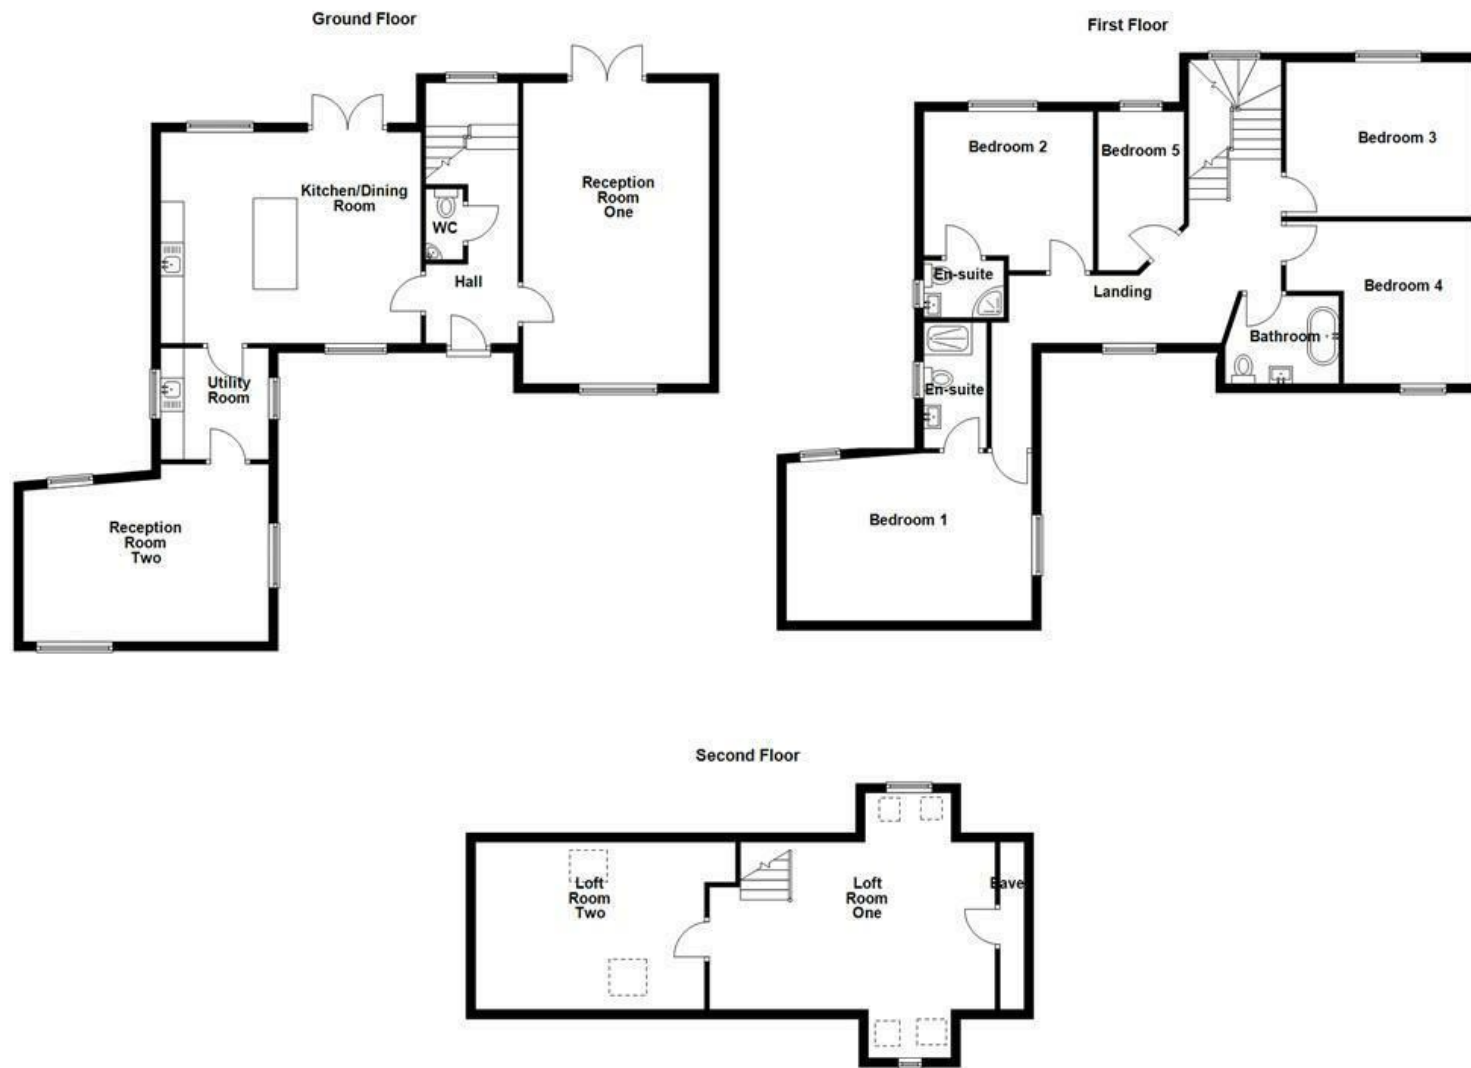 Ground Floor
Kitchen/Dining
Room
WC
Hall
Reception
Room
One
Utility
Room
Reception
Room
Two
First Floor
Bedroom 2
Bedroom 5
Bedroom 3
En-suite
Landing
Bedroom 4
Bathroom
En-suite
Bedroom 1
Second Floor
Loft
Room
Two
Loft
Room
One
Eave